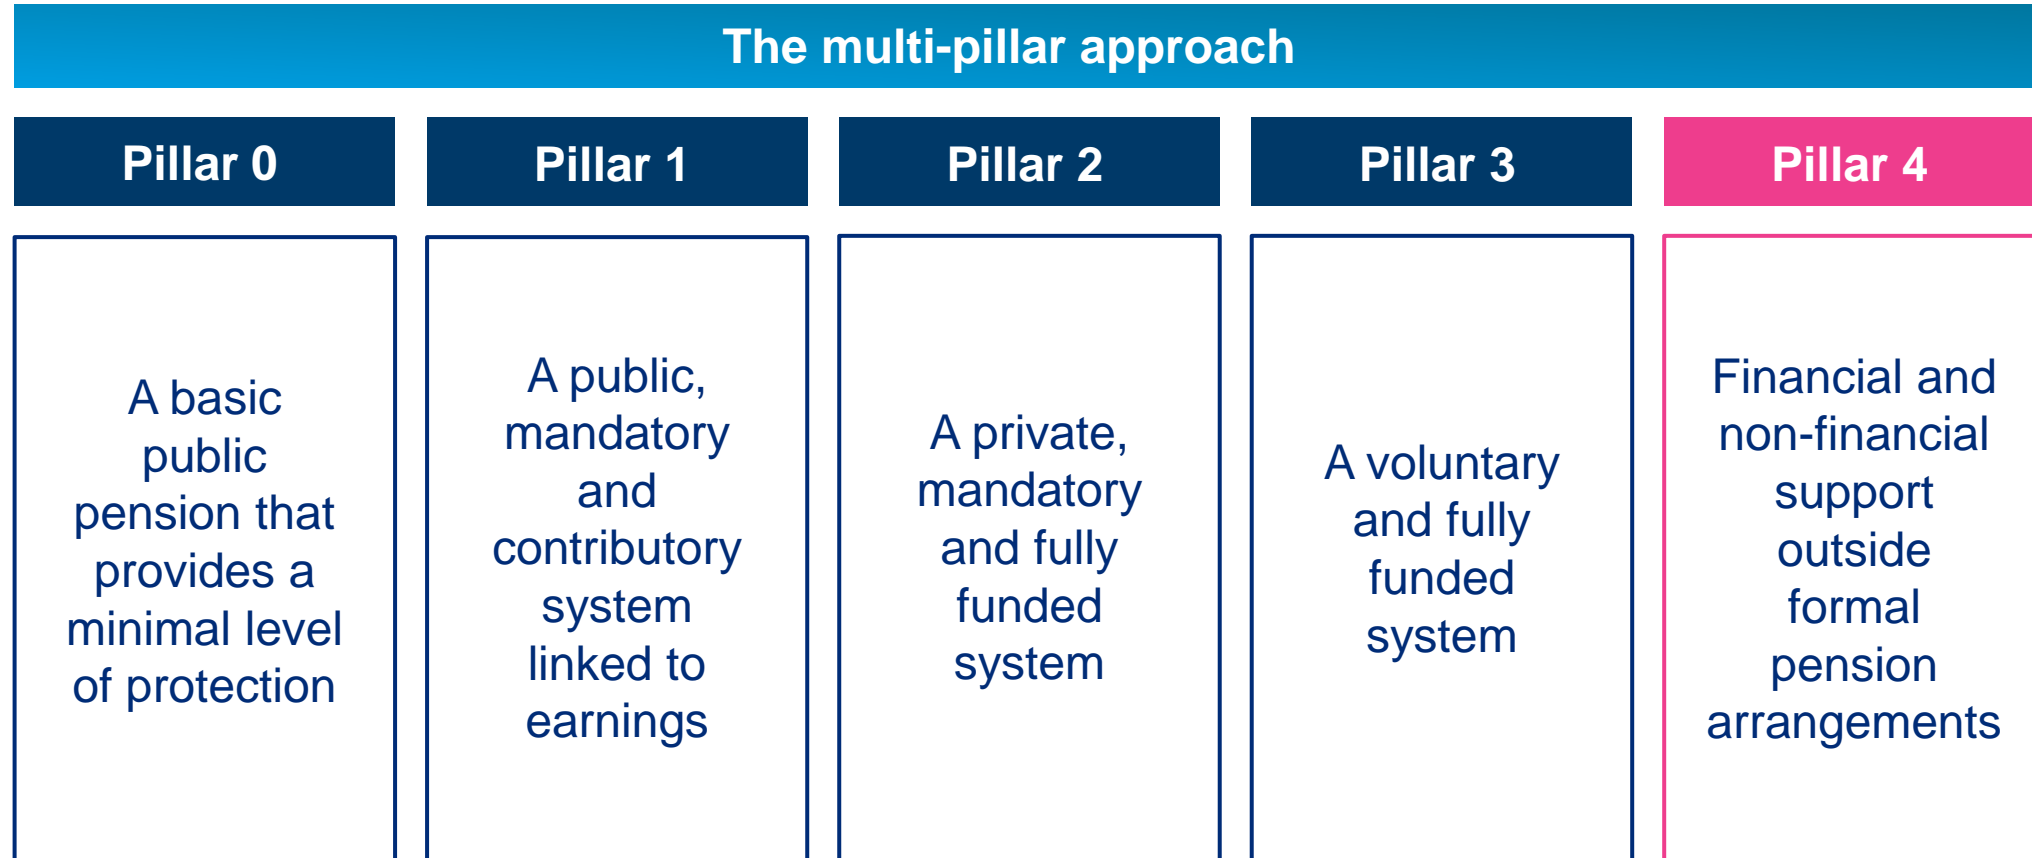 The multi-pillar approach
Pillar 0
Pillar 1
Pillar 2
Pillar 3
Pillar 4
A basic
public
pension that
provides a
minimal level
of protection
A public,
mandatory
and
contributory
system
linked to
earnings
A private,
mandatory
and fully
funded
system
A voluntary
and fully
funded
system
Financial and
non-financial
support
outside
formal
pension
arrangements